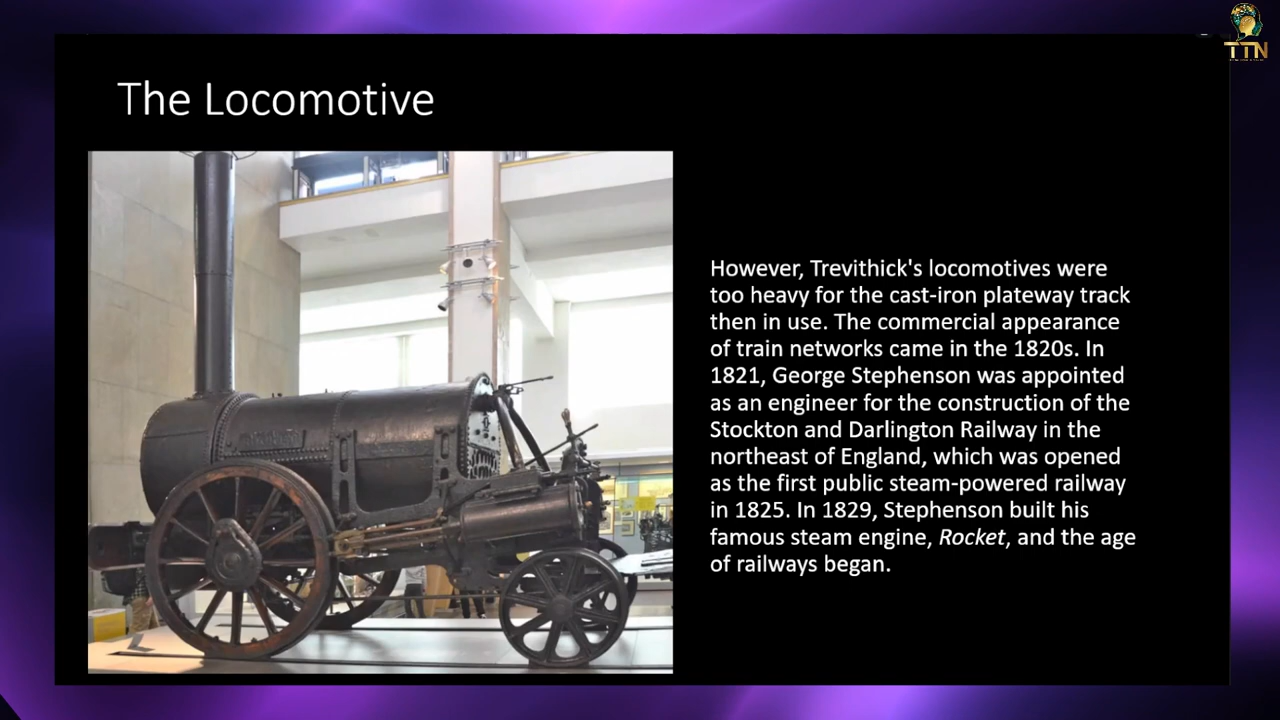 TTN
The Locomotive
However, Trevithick's locomotives were
too heavy for the cast-iron plateway track
then in use. The commercial appearance
of train networks came in the 1820s. In
1821, George Stephenson was appointed
as an engineer for the construction of the
Stockton and Darlington Railway in the
northeast of England, which was opened
as the first public steam-powered railway
in 1825. In 1829, Stephenson built his
famous steam engine, Rocket, and the age
of railways began.